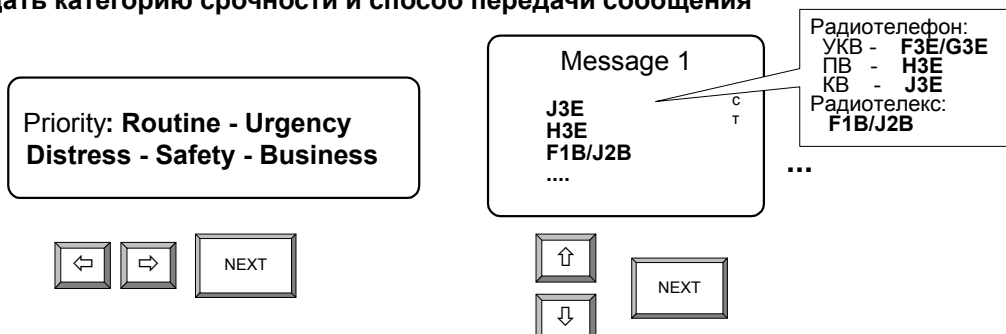 дать категорию срочности и способ передачи сообщения
Priority: Routine - Urgency
Distress - Safety - Business
NEXT
Message 1
J3E
H3E
F1B/J2B
....
с
т
Радиотелефон:
УКВ - F3E/G3E
ПВ - H3E
КВ - J3E
Радиотелекс:
F1B/J2B
...
NEXT